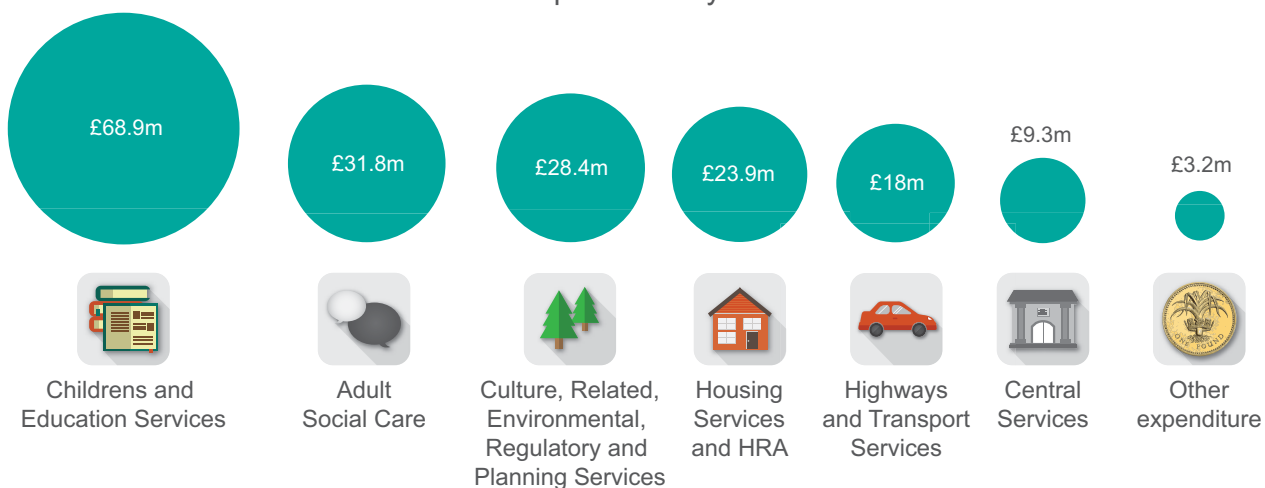 £68.9m
£31.8m
£28.4m
£23.9m
£18m
£9.3m
£3.2m
ONE POUND
Childrens and
Education Services
Adult
Social Care
Culture, Related,
Environmental,
Regulatory and
Planning Services
Housing
Services
and HRA
Highways
and Transport
Services
Central
Services
Other
expenditure